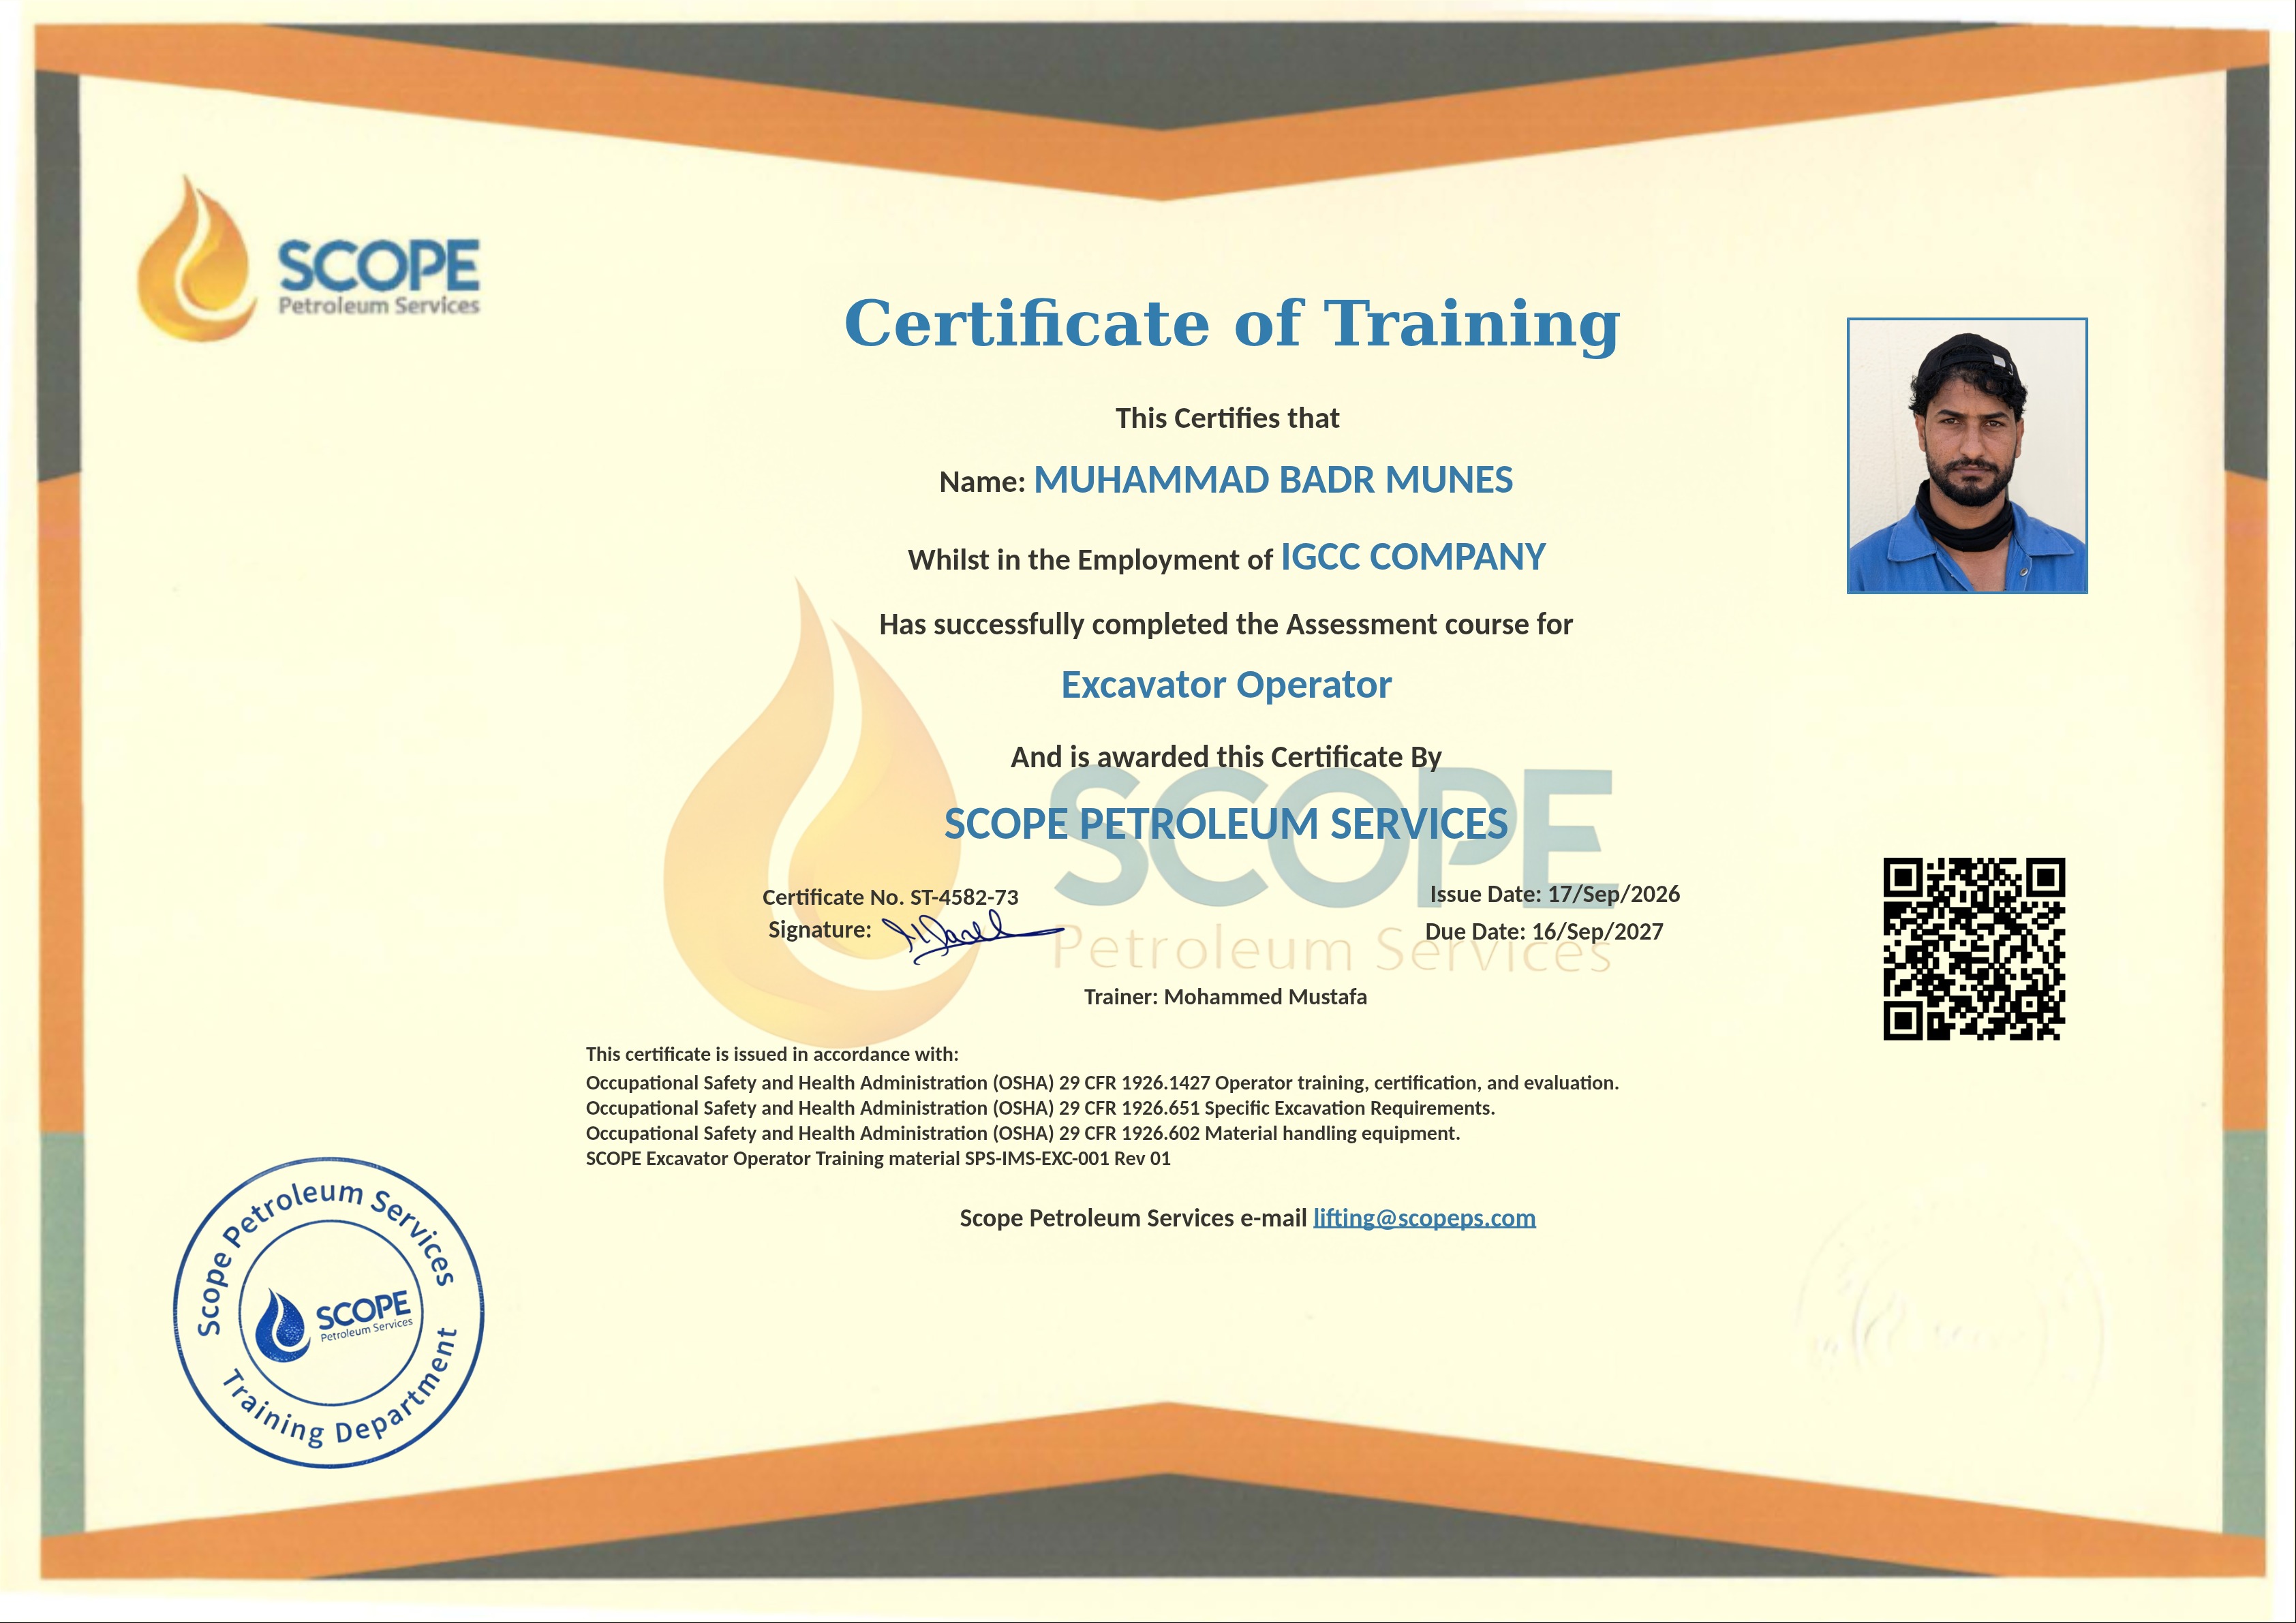 SCOPE
Petroleum Services
Certificate of Training
This Certifies that
Name: MUHAMMAD BADR MUNES
Whilst in the Employment of IGCC COMPANY
Has successfully completed the Assessment course for
Excavator Operator
And is awarded this Certificate By
SCOPE PETROLEUM SERVICES
SCOPE
Petroleum Services
Certificate No. ST-4582-73
Issue Date: 17/Sep/2026
Signature:
Due Date: 16/Sep/2027
Trainer: Mohammed Mustafa
This certificate is issued in accordance with:
Occupational Safety and Health Administration (OSHA) 29 CFR 1926.1427 Operator training, certification, and evaluation.
Occupational Safety and Health Administration (OSHA) 29 CFR 1926.651 Specific Excavation Requirements.
Occupational Safety and Health Administration (OSHA) 29 CFR 1926.602 Material handling equipment.
SCOPE Excavator Operator Training material SPS-IMS-EXC-001 Rev 01
Scope Petroleum Services e-mail lifting@scopeps.com
Scope Petroleum Services
SCOPE
Petroleum Services
Training Department